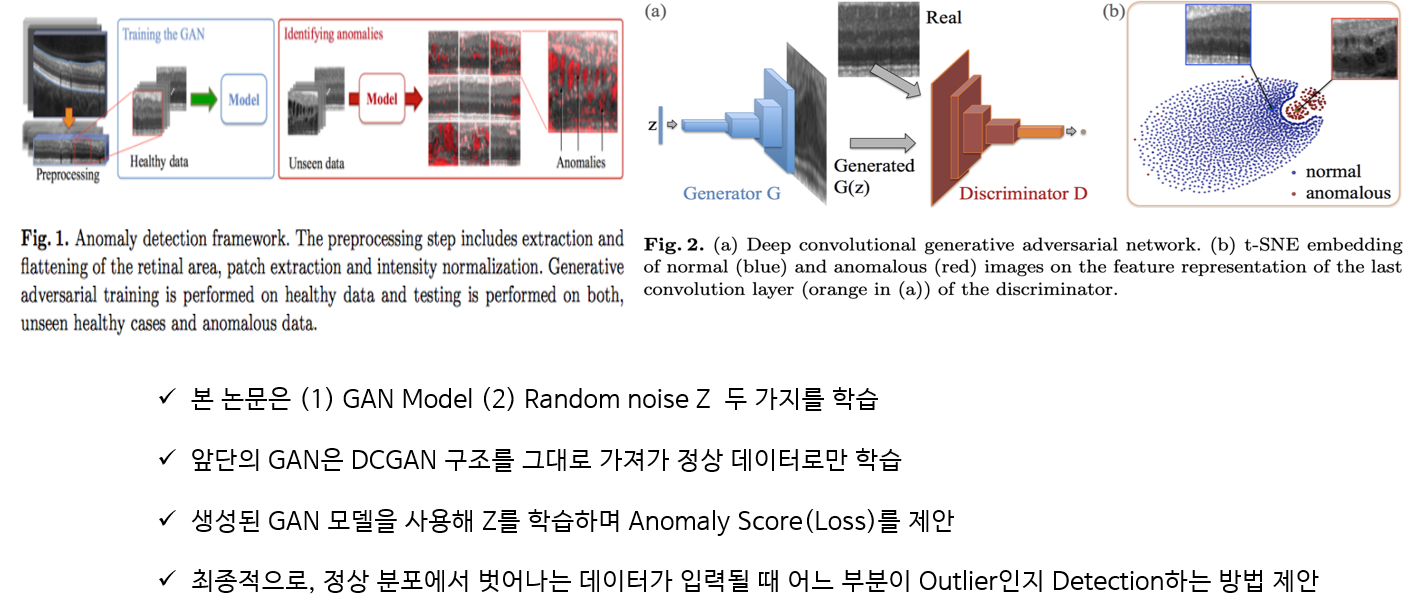 Training the GAN
Identifying anomalies
Model
Model
Preprocessing
Healthy data
Unseen data
Anomalies
Fig. 1. Anomaly detection framework. The preprocessing step includes extraction and
flattening of the retinal area, patch extraction and intensity normalization. Generative
adversarial training is performed on healthy data and testing is performed on both,
unseen healthy cases and anomalous data.
(a)
Real
z
Generated
G(z)
Generator G
Discriminator D
(b)
normal
anomalous
Fig. 2. (a) Deep convolutional generative adversarial network. (b) t-SNE embedding
of normal (blue) and anomalous (red) images on the feature representation of the last
convolution layer (orange in (a)) of the discriminator.
✓ 본 논문은 (1) GAN Model (2) Random noise Z 두 가지를 학습
✓ 앞단의 GAN은 DCGAN 구조를 그대로 가져가 정상 데이터로만 학습
✓ 생성된 GAN 모델을 사용해 Z를 학습하며 Anomaly Score(Loss)를 제안
✓ 최종적으로, 정상 분포에서 벗어나는 데이터가 입력될 때 어느 부분이 Outlier인지 Detection하는 방법 제안